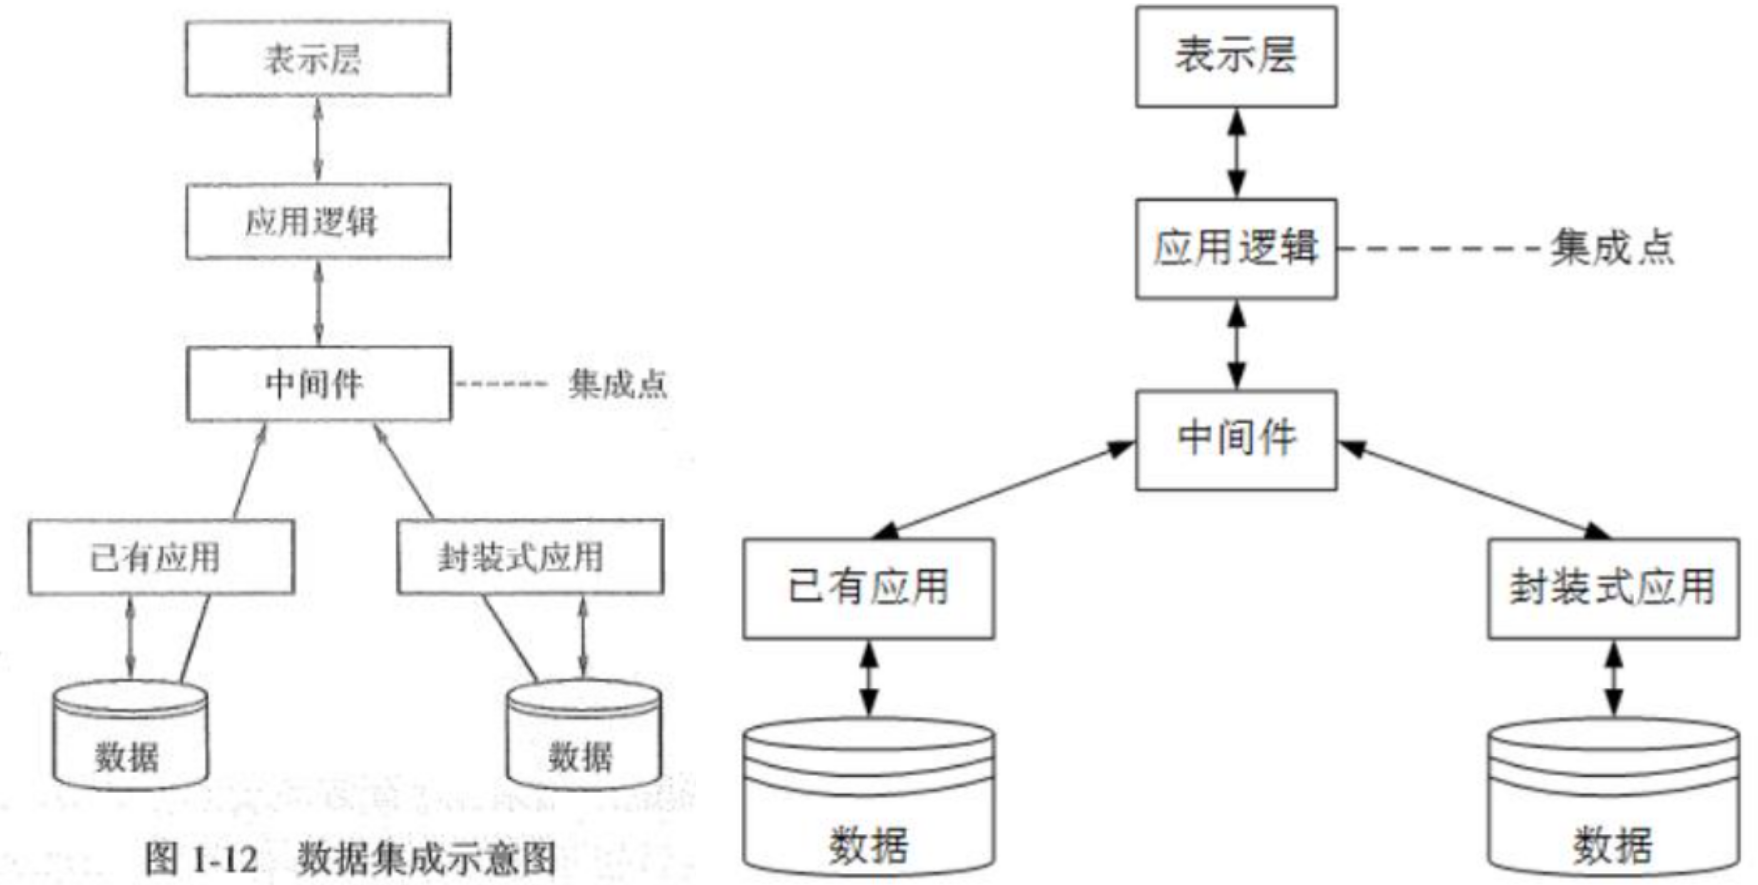 表示层
应用逻辑
中间件
集成点
已有应用
封装式应用
数据
数据
图 1-12 数据集成示意图
表示层
应用逻辑
集成点
中间件
已有应用
封装式应用
数据
数据